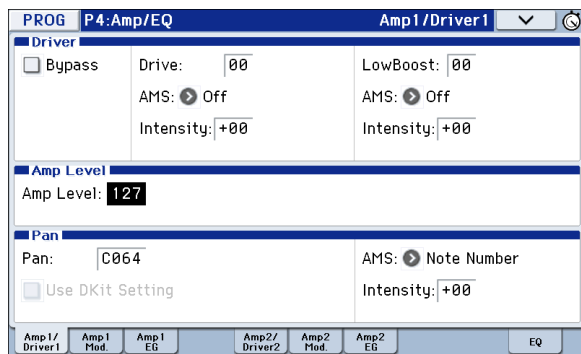 PROG P4:Amp/EQ Amp1/Driver1
Driver
Bypass Drive: 00 LowBoost: 00
AMS: Off AMS: Off
Intensity: +00 Intensity: +00
Amp Level
Amp Level: 127
Pan
Pan: C064 AMS: Note Number
Use DKit Setting Intensity: +00
Amp1/ Driver1 Amp1 Mod. Amp1 EG Amp2/ Driver2 Amp2 Mod. Amp2 EG EQ